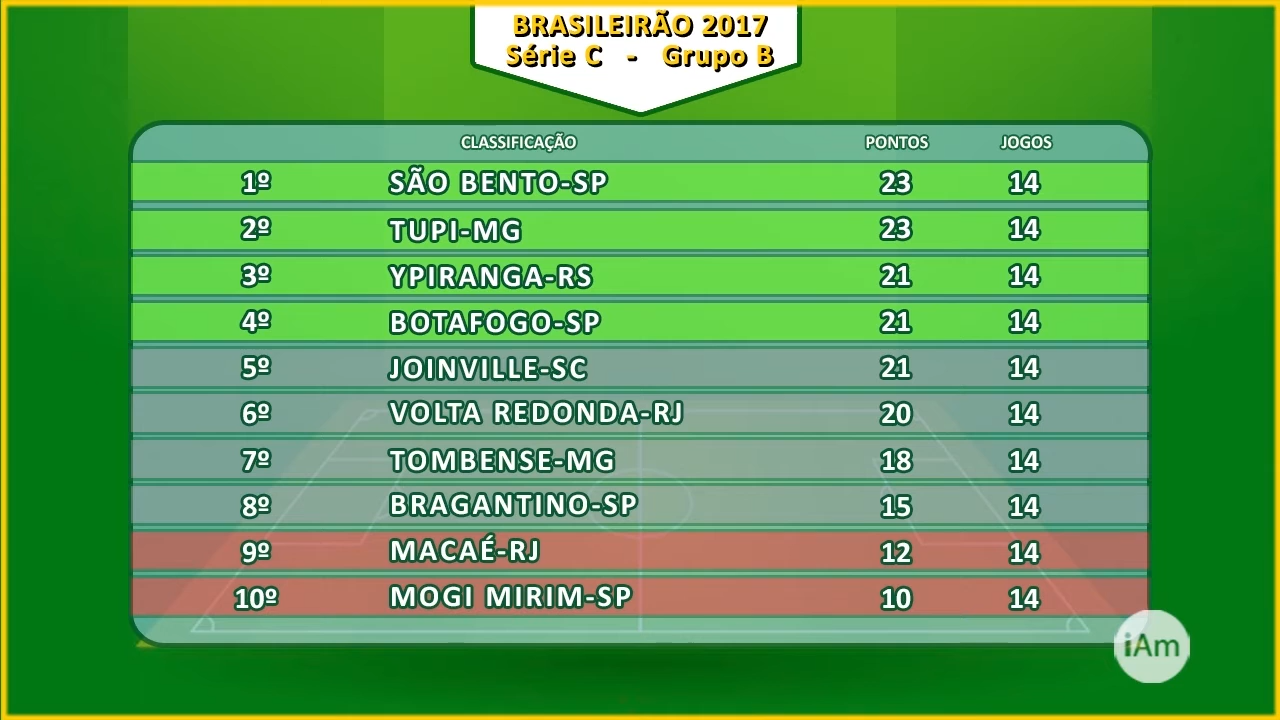 BRASILEIRÃO 2017
Série C - Grupo B
CLASSIFICAÇÃO PONTOS JOGOS
1º SÃO BENTO-SP 23 14
2º TUPI-MG 23 14
3º YPIRANGA-RS 21 14
4º BOTAFOGO-SP 21 14
5º JOINVILLE-SC 21 14
6º VOLTA REDONDA-RJ 20 14
7º TOMBENSE-MG 18 14
8º BRAGANTINO-SP 15 14
9º MACAÉ-RJ 12 14
10º MOGI MIRIM-SP 10 14
iAm